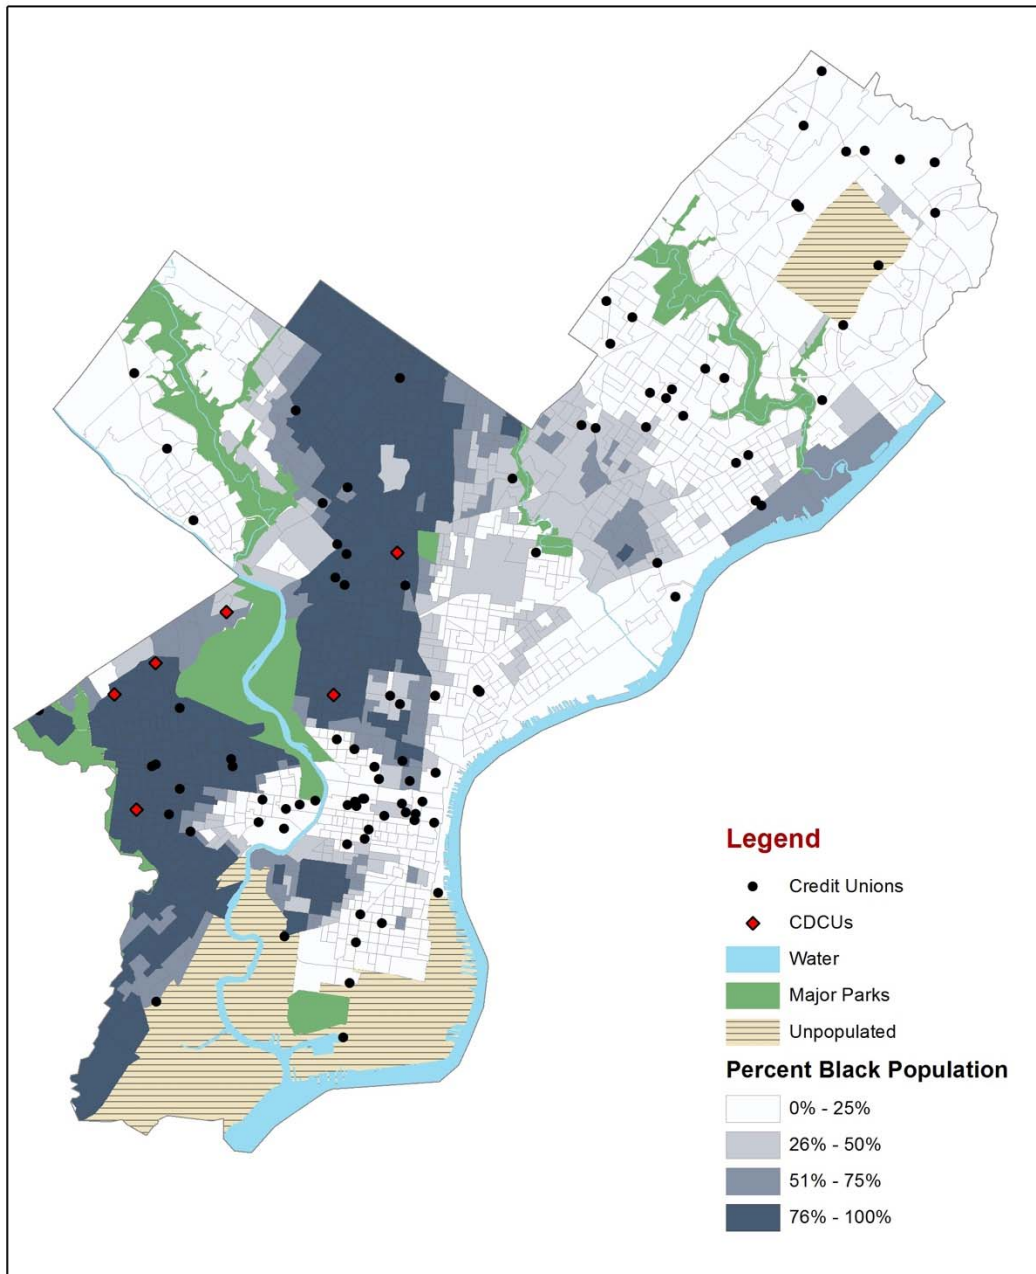 Legend
Credit Unions
CDCUs
Water
Major Parks
Unpopulated
Percent Black Population
0% - 25%
26% - 50%
51% - 75%
76% - 100%